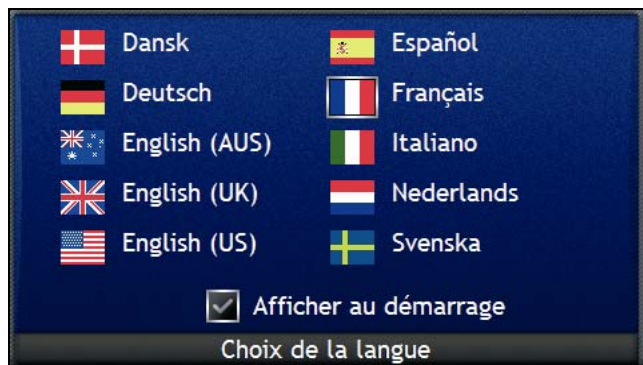 Dansk
Deutsch
English (AUS)
English (UK)
English (US)
Español
Français
Italiano
Nederlands
Svenska
Afficher au démarrage
Choix de la langue